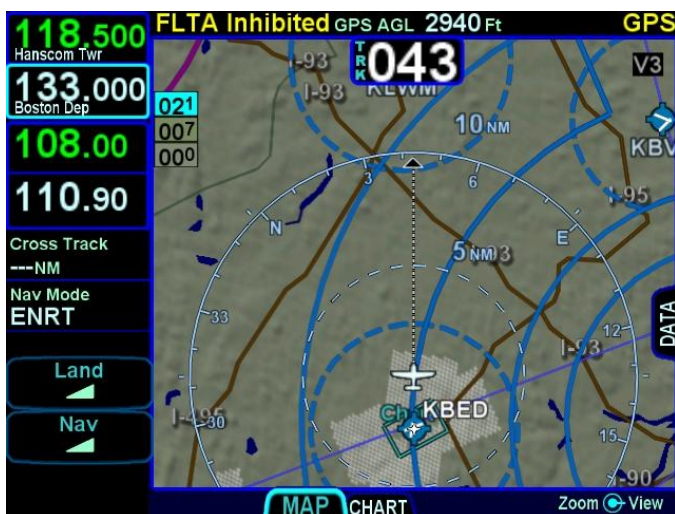 118.500
Hanscom Twr
133.000
Boston Dep
108.00
110.90
Cross Track
---NM
Nav Mode
ENRT
Land
Nav
FLTA Inhibited GPS AGL 2940 Ft GPS
TRK 043
021
007
000
I-93
I-93
KLWM
V3
10 NM
KBV
I-95
3
6
N
E
5 NM
I-93
33
12
I-93
DATA
KBED
I-495
30
15
I-90
MAP
CHART
Zoom View